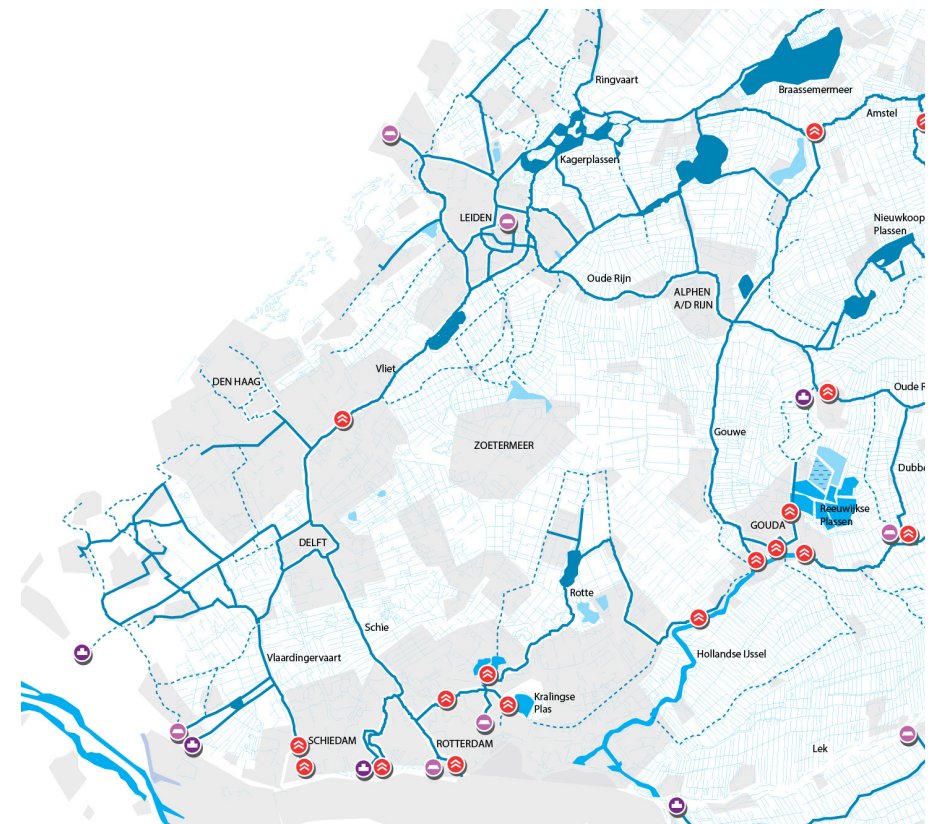 Ringvaart
Braassemermeer
Amstel
Kagerplassen
LEIDEN
Nieuwkoop
Plassen
Oude Rijn
ALPHEN
A/D RIJN
Vliet
DEN HAAG
Oude R
Gouwe
ZOETERMEER
Dubbe
Reeuwijkse
Plassen
GOUDA
DELFT
Rotte
Schie
Hollandse IJssel
Vlaardingervaart
Kralingse
Plas
SCHIEDAM
ROTTERDAM
Lek